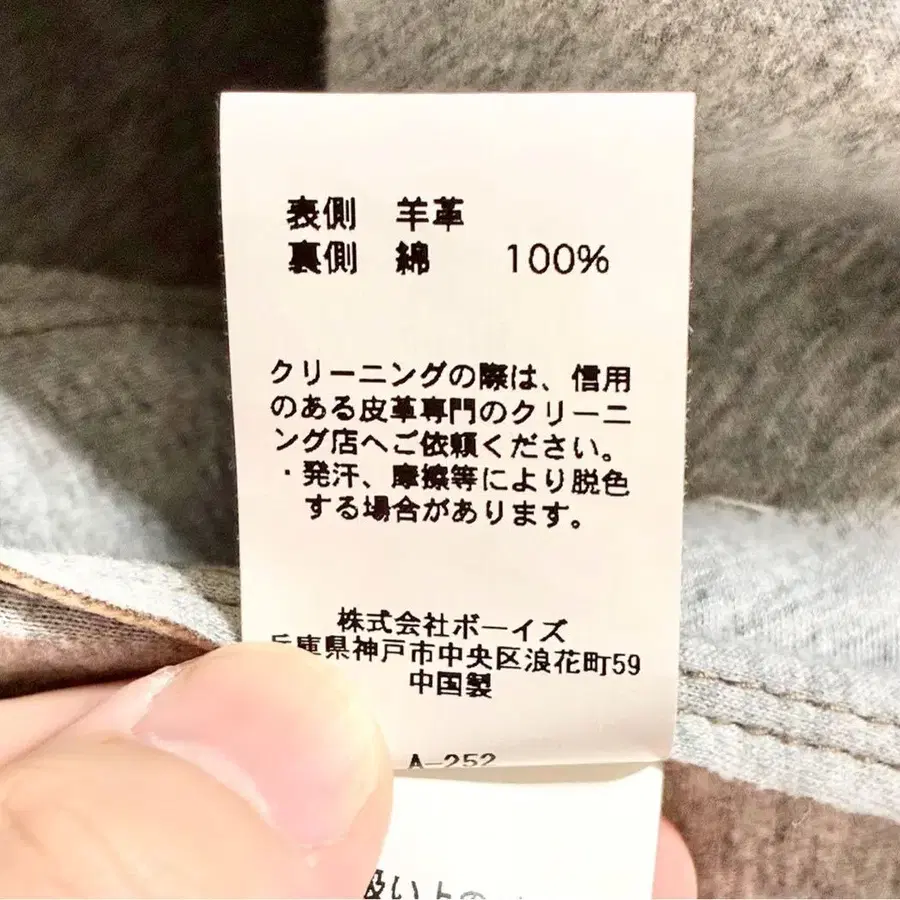 表側 羊革
裏側 綿 100%
クリーニングの際は、信用
のある皮革専門のクリーニ
ング店へご依頼ください。
・発汗、摩擦等により脱色
する場合があります。
株式会社ボーイズ
兵庫県神戸市中央区浪花町59
中国製
A-252
扱い上の